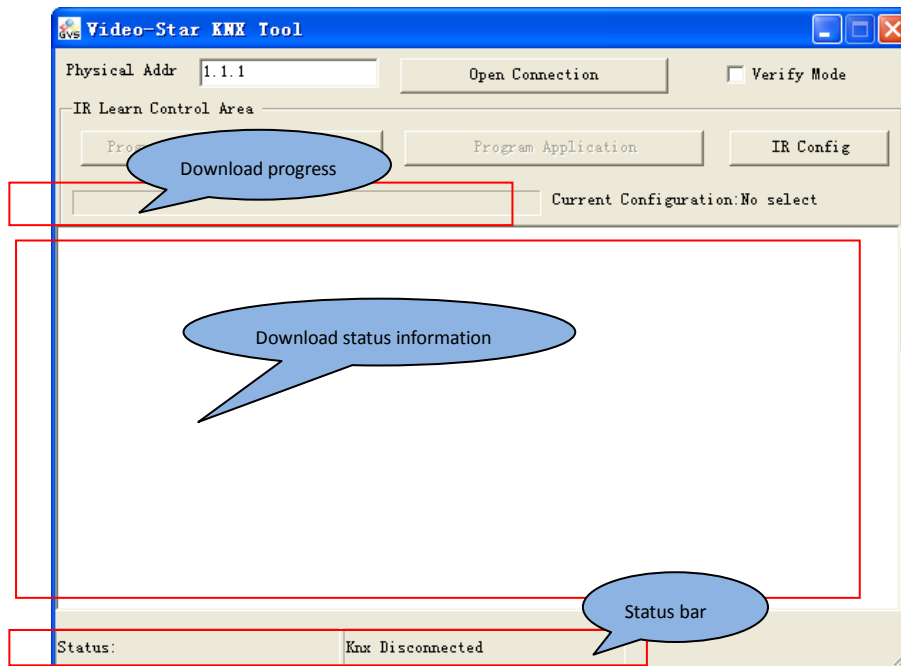 GVS Video-Star KNX Tool
Physical Addr 1.1.1 Open Connection Verify Mode
IR Learn Control Area
Program Application IR Config
Download progress
Current Configuration:No select
Download status information
Status bar
Status: Knx Disconnected